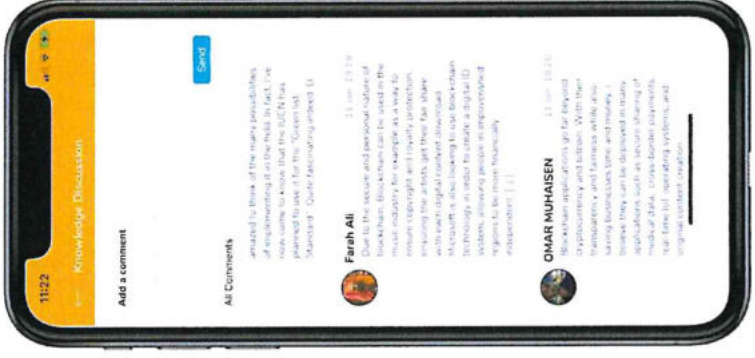 11:22
← Knowledge Discussion
Add a comment
Send
All Comments
amazed to think of the many possibilities
of implementing it in the field. In fact, I've
now come to know that the IUCN has
planned to use it for the "Green list
Standard". Quite fascinating indeed.
Farah Ali
11 Jan 19:19
Due to the secure and personal nature of
blockchain, Blockchain can be used in the
music industry for example as a way to
ensure copyright and royalty protection,
ensuring the artists get their fair share
with each digital content download.
Microsoft is also looking to use blockchain
technology in order to create a digital ID
system, allowing people in impoverished
regions to be more financially
independent.
OMAR MUHAISEN
Blockchain applications go far beyond
cryptocurrency and bitcoin. With their
transparency and fairness while also
saving businesses time and money. I
believe they can be deployed in many
applications such as secure sharing of
medical data, cross-border payments,
real-time IoT operating systems, and
original content creation.